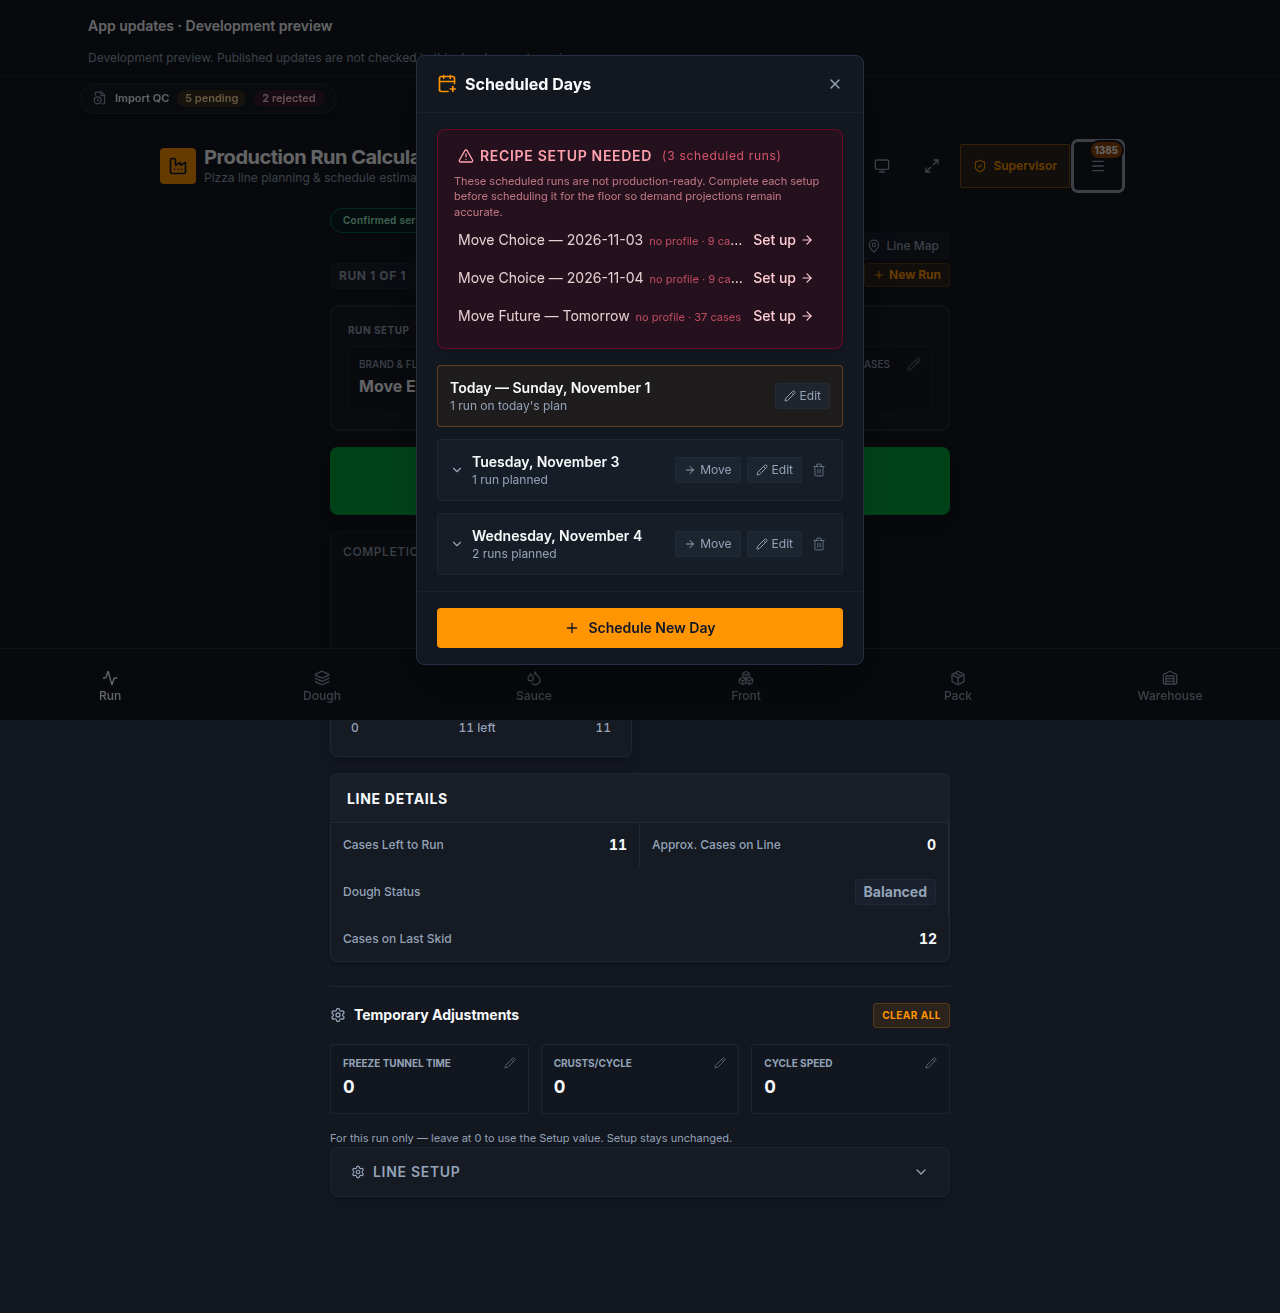 App updates · Development preview
Development preview. Published updates are not checked
Import QC
5 pending
2 rejected
Production Run Calcula
Pizza line planning & schedule estima
Supervisor
1385
Confirmed ser
Line Map
RUN 1 OF 1
+ New Run
RUN SETUP
BRAND & FL
ASES
Move E
COMPLETIC
Scheduled Days
RECIPE SETUP NEEDED (3 scheduled runs)
These scheduled runs are not production-ready. Complete each setup
before scheduling it for the floor so demand projections remain
accurate.
Move Choice — 2026-11-03 no profile · 9 ca... Set up →
Move Choice — 2026-11-04 no profile · 9 ca... Set up →
Move Future — Tomorrow no profile · 37 cases Set up →
Today — Sunday, November 1
1 run on today's plan
Edit
Tuesday, November 3
1 run planned
→ Move
Edit
Wednesday, November 4
2 runs planned
→ Move
Edit
+ Schedule New Day
Run
Dough
Sauce
Front
Pack
Warehouse
0
11 left
11
LINE DETAILS
Cases Left to Run 11
Approx. Cases on Line 0
Dough Status Balanced
Cases on Last Skid 12
Temporary Adjustments
CLEAR ALL
FREEZE TUNNEL TIME
0
CRUSTS/CYCLE
0
CYCLE SPEED
0
For this run only — leave at 0 to use the Setup value. Setup stays unchanged.
LINE SETUP